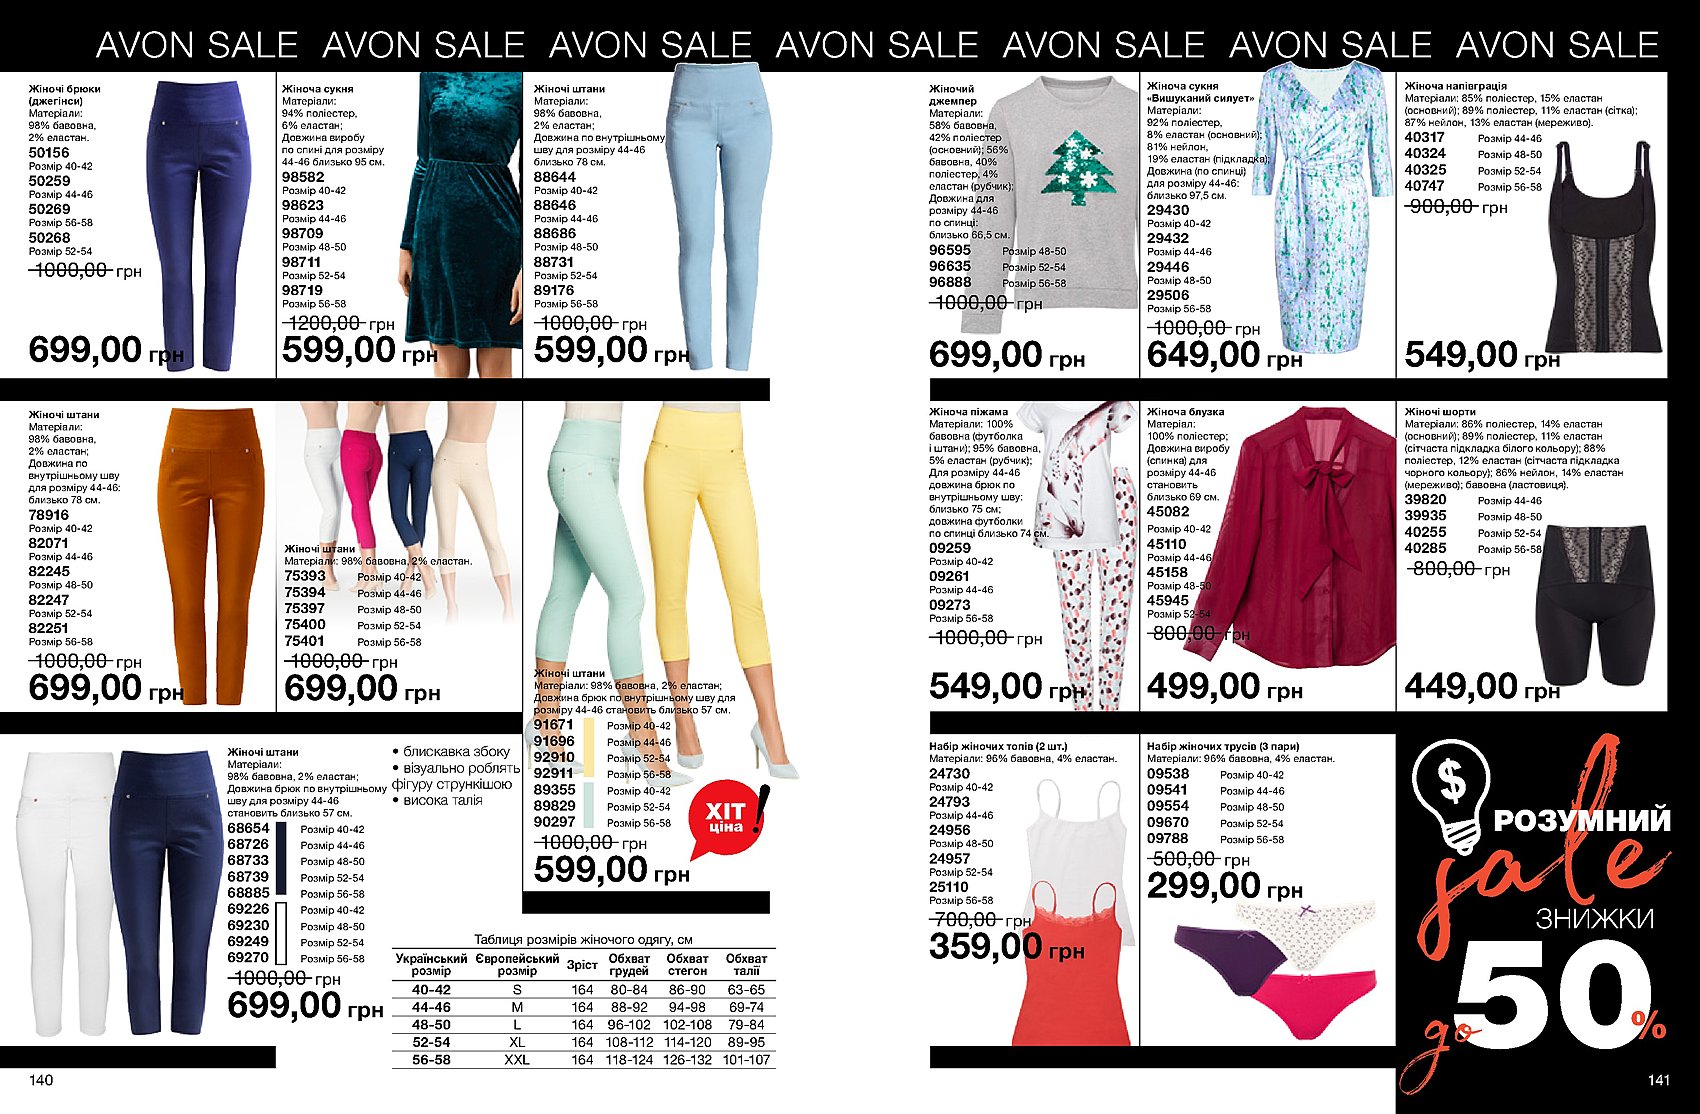 AVON SALE AVON SALE AVON SALE AVON SALE AVON SALE AVON SALE AVON SALE
Жіночі брюки
(джегінси)
Матеріали:
98% бавовна,
2% еластан.
50156
Розмір 40-42
50259
Розмір 44-46
50269
Розмір 56-58
50268
Розмір 52-54
1000,00 грн
699,00 грн
Жіноча сукня
Матеріали:
94% поліестер,
6% еластан;
Довжина виробу
по спині для розміру
44-46 близько 95 см.
98582
Розмір 40-42
98623
Розмір 44-46
98709
Розмір 48-50
98711
Розмір 52-54
98719
Розмір 56-58
1200,00 грн
599,00 грн
Жіночі штани
Матеріали:
98% бавовна,
2% еластан;
Довжина по внутрішньому
шву для розміру 44-46
близько 78 см.
88644
Розмір 40-42
88646
Розмір 44-46
88686
Розмір 48-50
88731
Розмір 52-54
89176
Розмір 56-58
1000,00 грн
599,00 грн
Жіночі штани
Матеріали:
98% бавовна,
2% еластан;
Довжина по
внутрішньому шву
для розміру 44-46:
близько 78 см.
78916
Розмір 40-42
82071
Розмір 44-46
82245
Розмір 48-50
82247
Розмір 52-54
82251
Розмір 56-58
1000,00 грн
699,00 грн
Жіночі штани
Матеріали: 98% бавовна, 2% еластан.
75393 Розмір 40-42
75394 Розмір 44-46
75397 Розмір 48-50
75400 Розмір 52-54
75401 Розмір 56-58
1000,00 грн
699,00 грн
Жіночі штани
Матеріали: 98% бавовна, 2% еластан;
Довжина брюк по внутрішньому шву для
розміру 44-46 становить близько 57 см.
91671 Розмір 40-42
91696 Розмір 44-46
92910 Розмір 52-54
92911 Розмір 56-58
89355 Розмір 40-42
89829 Розмір 52-54
90297 Розмір 56-58
1000,00 грн
599,00 грн
ХІТ
ціна
!
Жіночі штани
Матеріали:
98% бавовна, 2% еластан;
Довжина брюк по внутрішньому
шву для розміру 44-46
становить близько 57 см.
68654 Розмір 40-42
68726 Розмір 44-46
68733 Розмір 48-50
68739 Розмір 52-54
68885 Розмір 56-58
69226 Розмір 40-42
69230 Розмір 48-50
69249 Розмір 52-54
69270 Розмір 56-58
1000,00 грн
699,00 грн
• блискавка збоку
• візуально роблять
фігуру стрункішою
• висока талія
Таблиця розмірів жіночого одягу, см
Український розмір Європейський розмір Зріст Обхват грудей Обхват стегон Обхват талії
40-42 S 164 80-84 86-90 63-65
44-46 M 164 88-92 94-98 69-74
48-50 L 164 96-102 102-108 79-84
52-54 XL 164 108-112 114-120 89-95
56-58 XXL 164 118-124 126-132 101-107
140
Жіночий
джемпер
Матеріали:
58% бавовна,
42% поліестер
(основний); 56%
бавовна, 40%
поліестер, 4%
еластан (рубчик);
Довжина для
розміру 44-46
по спинці:
близько 66,5 см.
96595 Розмір 48-50
96635 Розмір 52-54
96888 Розмір 56-58
1000,00 грн
699,00 грн
Жіноча сукня
«Вишуканий силует»
Матеріали:
92% поліестер,
8% еластан (основний);
81% нейлон,
19% еластан (підкладка);
Довжина (по спинці)
для розміру 44-46:
близько 97,5 см.
29430
Розмір 40-42
29432
Розмір 44-46
29446
Розмір 48-50
29506
Розмір 56-58
1000,00 грн
649,00 грн
Жіноча напівграція
Матеріали: 85% поліестер, 15% еластан
(основний); 89% поліестер, 11% еластан (сітка);
87% нейлон, 13% еластан (мереживо).
40317 Розмір 44-46
40324 Розмір 48-50
40325 Розмір 52-54
40747 Розмір 56-58
900,00 грн
549,00 грн
Жіноча піжама
Матеріали: 100%
бавовна (футболка
і штани); 95% бавовна,
5% еластан (рубчик);
Для розміру 44-46
довжина брюк по
внутрішньому шву:
близько 75 см;
довжина футболки
по спинці близько 74 см.
09259
Розмір 40-42
09261
Розмір 44-46
09273
Розмір 56-58
1000,00 грн
549,00 грн
Жіноча блузка
Матеріал:
100% поліестер;
Довжина виробу
(спинка) для
розміру 44-46
становить
близько 69 см.
45082
Розмір 40-42
45110
Розмір 44-46
45158
Розмір 48-50
45945
Розмір 52-54
800,00 грн
499,00 грн
Жіночі шорти
Матеріал: 86% поліестер, 14% еластан
(основний); 89% поліестер, 11% еластан
(сітчаста підкладка білого кольору); 88%
поліестер, 12% еластан (сітчаста підкладка
чорного кольору); 86% нейлон, 14% еластан
(мереживо); бавовна (ластовиця).
39820 Розмір 44-46
39935 Розмір 48-50
40255 Розмір 52-54
40285 Розмір 56-58
800,00 грн
449,00 грн
Набір жіночих топів (2 шт.)
Матеріали: 96% бавовна, 4% еластан.
24730
Розмір 40-42
24793
Розмір 44-46
24956
Розмір 48-50
24957
Розмір 52-54
25110
Розмір 56-58
700,00 грн
359,00 грн
Набір жіночих трусів (3 пари)
Матеріали: 96% бавовна, 4% еластан.
09538 Розмір 40-42
09541 Розмір 44-46
09554 Розмір 48-50
09670 Розмір 52-54
09788 Розмір 56-58
500,00 грн
299,00 грн
$
РОЗУМНИЙ
sale
ЗНИЖКИ
до 50%
141